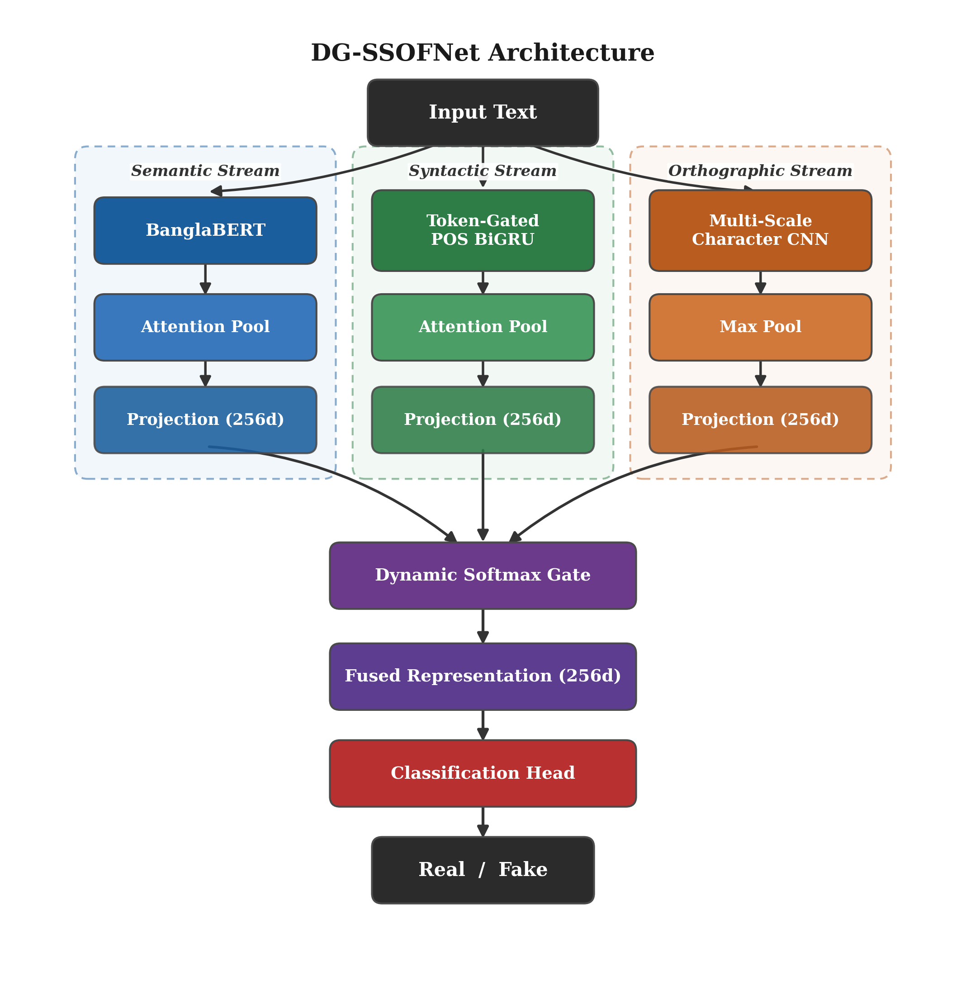 DG-SSOFNet Architecture
Input Text
Semantic Stream
Syntactic Stream
Orthographic Stream
BanglaBERT
Token-Gated
POS BiGRU
Multi-Scale
Character CNN
Attention Pool
Attention Pool
Max Pool
Projection (256d)
Projection (256d)
Projection (256d)
Dynamic Softmax Gate
Fused Representation (256d)
Classification Head
Real / Fake